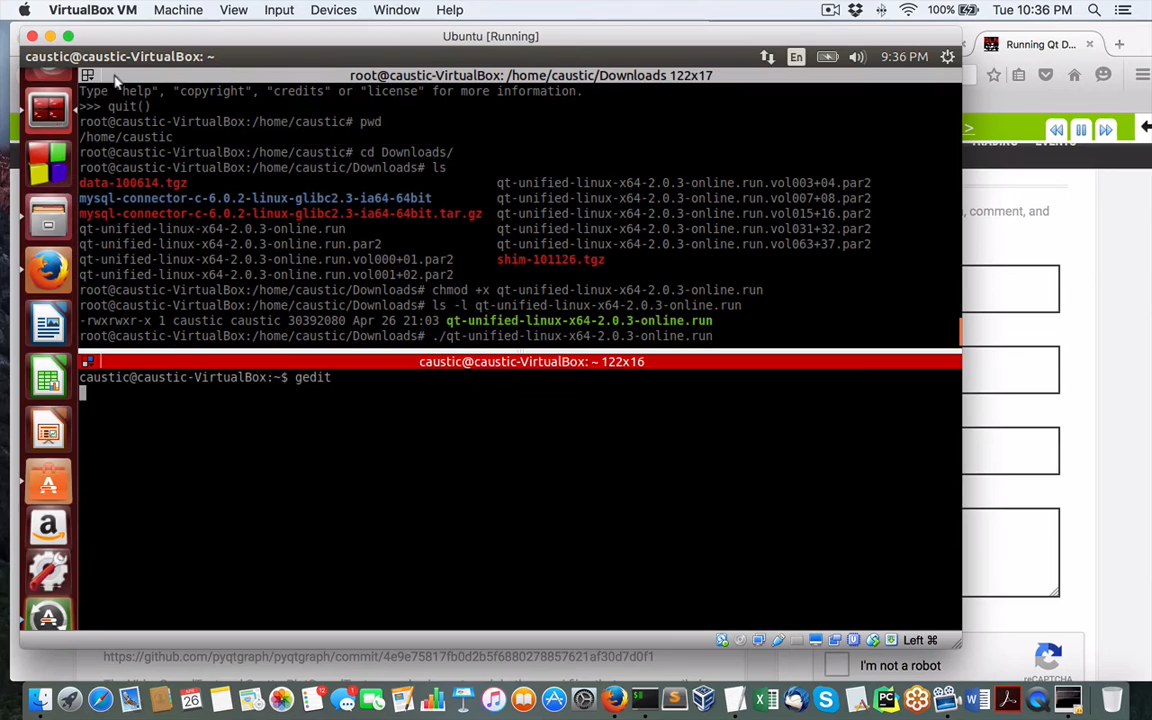 VirtualBox VM Machine View Input Devices Window Help 100% Tue 10:36 PM
Ubuntu [Running]
Running Qt D...
caustic@caustic-VirtualBox: ~ En 9:36 PM
root@caustic-VirtualBox: /home/caustic/Downloads 122x17
Type "help", "copyright", "credits" or "license" for more information.
>>> quit()
root@caustic-VirtualBox:/home/caustic# pwd
/home/caustic
root@caustic-VirtualBox:/home/caustic# cd Downloads/
root@caustic-VirtualBox:/home/caustic/Downloads# ls
data-100614.tgz qt-unified-linux-x64-2.0.3-online.run.vol003+04.par2
mysql-connector-c-6.0.2-linux-glibc2.3-ia64-64bit qt-unified-linux-x64-2.0.3-online.run.vol007+08.par2
mysql-connector-c-6.0.2-linux-glibc2.3-ia64-64bit.tar.gz qt-unified-linux-x64-2.0.3-online.run.vol015+16.par2
qt-unified-linux-x64-2.0.3-online.run qt-unified-linux-x64-2.0.3-online.run.vol031+32.par2
qt-unified-linux-x64-2.0.3-online.run.par2 qt-unified-linux-x64-2.0.3-online.run.vol063+37.par2
qt-unified-linux-x64-2.0.3-online.run.vol000+01.par2 shim-101126.tgz
qt-unified-linux-x64-2.0.3-online.run.vol001+02.par2
root@caustic-VirtualBox:/home/caustic/Downloads# chmod +x qt-unified-linux-x64-2.0.3-online.run
root@caustic-VirtualBox:/home/caustic/Downloads# ls -l qt-unified-linux-x64-2.0.3-online.run
-rwxrwxr-x 1 caustic caustic 30392080 Apr 26 21:03 qt-unified-linux-x64-2.0.3-online.run
root@caustic-VirtualBox:/home/caustic/Downloads# ./qt-unified-linux-x64-2.0.3-online.run
caustic@caustic-VirtualBox: ~ 122x16
caustic@caustic-VirtualBox:~$ gedit
Left ⌘
, comment, and
https://github.com/pyqtgraph/pyqtgraph/commit/4e9e75817fb0d2b5f6880278857621af30d7d0f1
I'm not a robot
reCAPTCHA